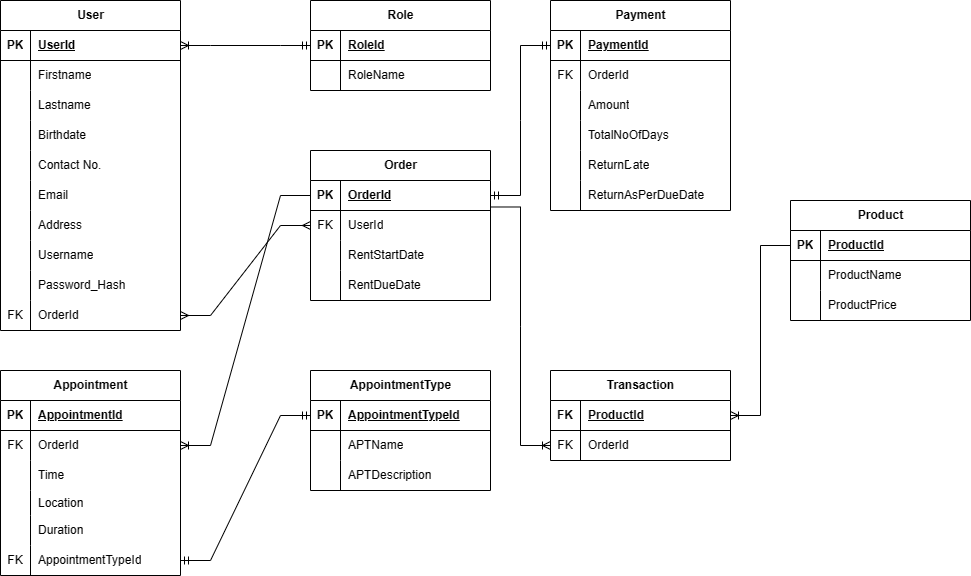 User
PK UserId
Firstname
Lastname
Birthdate
Contact No.
Email
Address
Username
Password_Hash
FK OrderId
Role
PK RoleId
RoleName
Payment
PK PaymentId
FK OrderId
Amount
TotalNoOfDays
ReturnDate
ReturnAsPerDueDate
Order
PK OrderId
FK UserId
RentStartDate
RentDueDate
Product
PK ProductId
ProductName
ProductPrice
Appointment
PK AppointmentId
FK OrderId
Time
Location
Duration
FK AppointmentTypeId
AppointmentType
PK AppointmentTypeId
APTName
APTDescription
Transaction
FK ProductId
FK OrderId